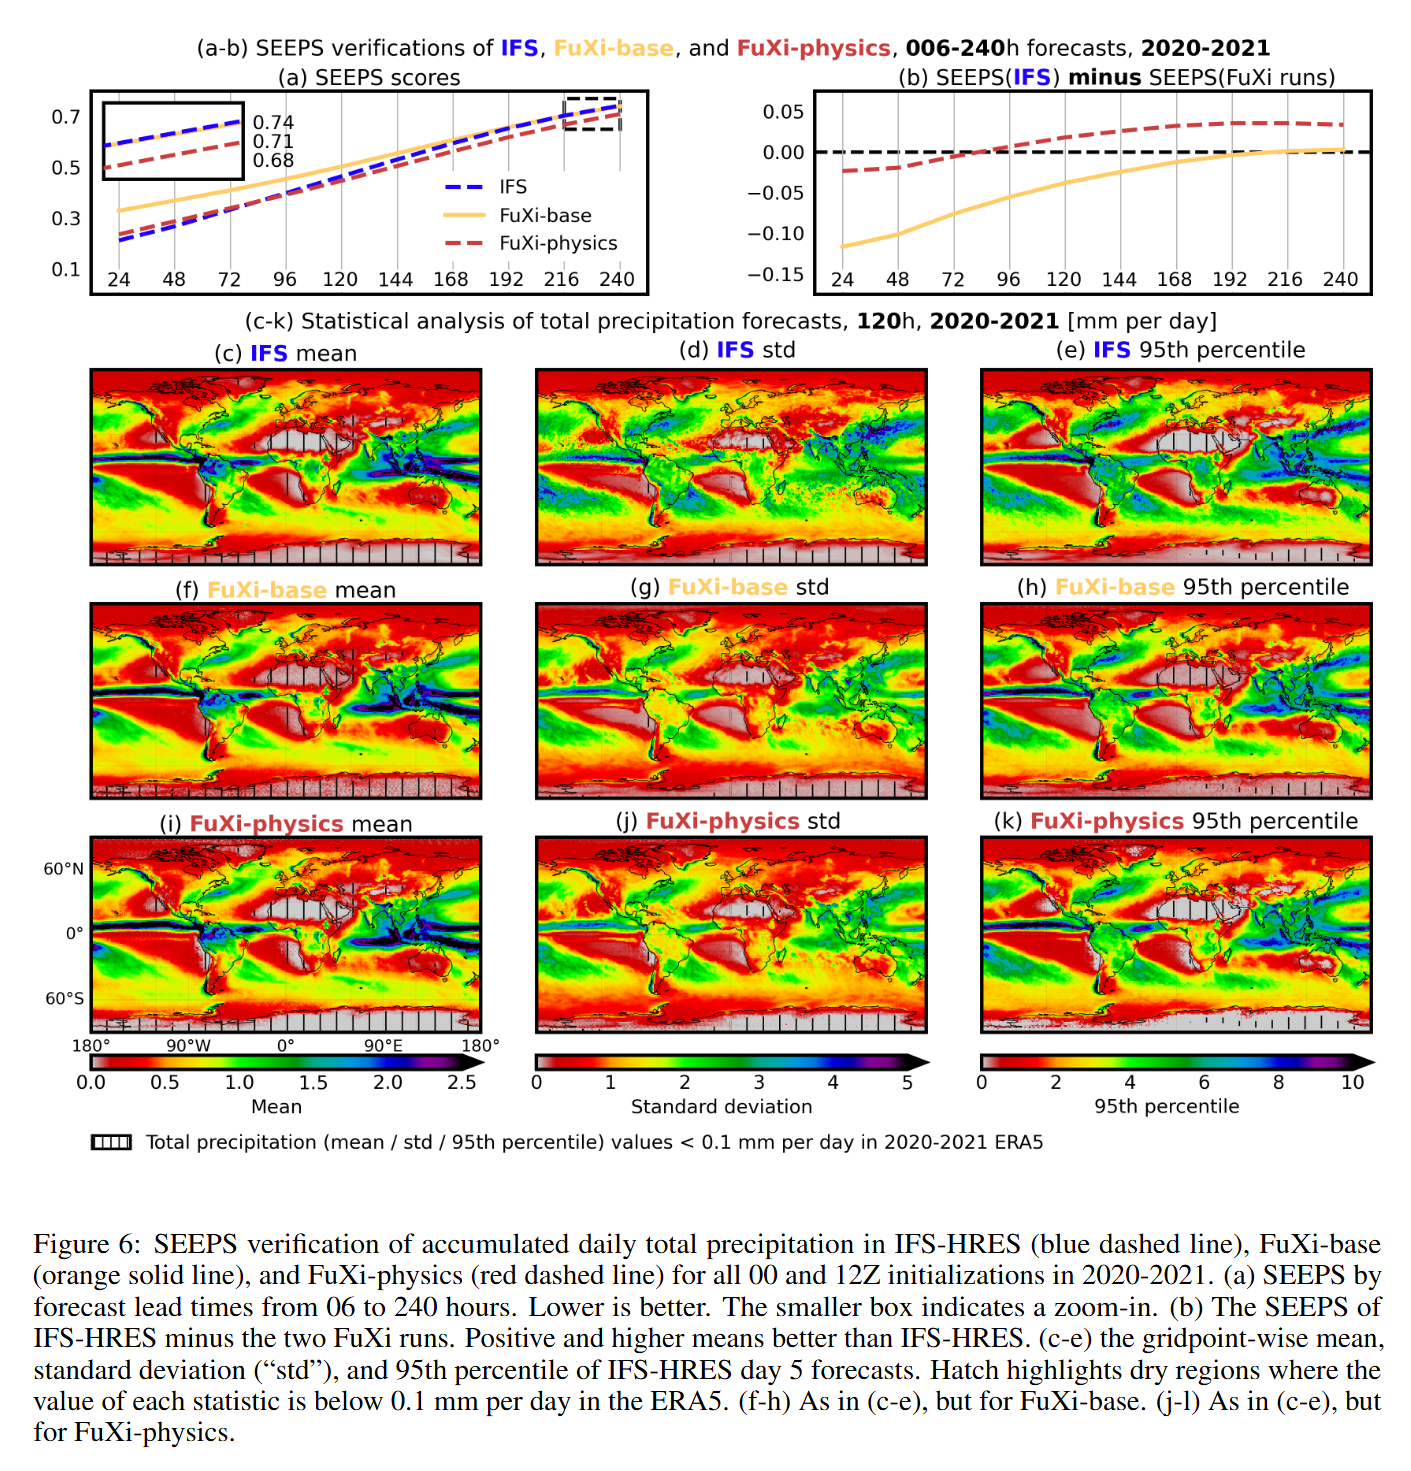 (a-b) SEEPS verifications of IFS, FuXi-base, and FuXi-physics, 006-240h forecasts, 2020-2021
(a) SEEPS scores
0.7
0.5
0.3
0.1
0.74
0.71
0.68
IFS
FuXi-base
FuXi-physics
24 48 72 96 120 144 168 192 216 240
(b) SEEPS(IFS) minus SEEPS(FuXi runs)
0.05
0.00
−0.05
−0.10
−0.15
24 48 72 96 120 144 168 192 216 240
(c-k) Statistical analysis of total precipitation forecasts, 120h, 2020-2021 [mm per day]
(c) IFS mean
(d) IFS std
(e) IFS 95th percentile
(f) FuXi-base mean
(g) FuXi-base std
(h) FuXi-base 95th percentile
(i) FuXi-physics mean
(j) FuXi-physics std
(k) FuXi-physics 95th percentile
60°N
0°
60°S
180° 90°W 0° 90°E 180°
0.0 0.5 1.0 1.5 2.0 2.5
Mean
0 1 2 3 4 5
Standard deviation
0 2 4 6 8 10
95th percentile
Total precipitation (mean / std / 95th percentile) values < 0.1 mm per day in 2020-2021 ERA5
Figure 6: SEEPS verification of accumulated daily total precipitation in IFS-HRES (blue dashed line), FuXi-base
(orange solid line), and FuXi-physics (red dashed line) for all 00 and 12Z initializations in 2020-2021. (a) SEEPS by
forecast lead times from 06 to 240 hours. Lower is better. The smaller box indicates a zoom-in. (b) The SEEPS of
IFS-HRES minus the two FuXi runs. Positive and higher means better than IFS-HRES. (c-e) the gridpoint-wise mean,
standard deviation (“std”), and 95th percentile of IFS-HRES day 5 forecasts. Hatch highlights dry regions where the
value of each statistic is below 0.1 mm per day in the ERA5. (f-h) As in (c-e), but for FuXi-base. (j-l) As in (c-e), but
for FuXi-physics.